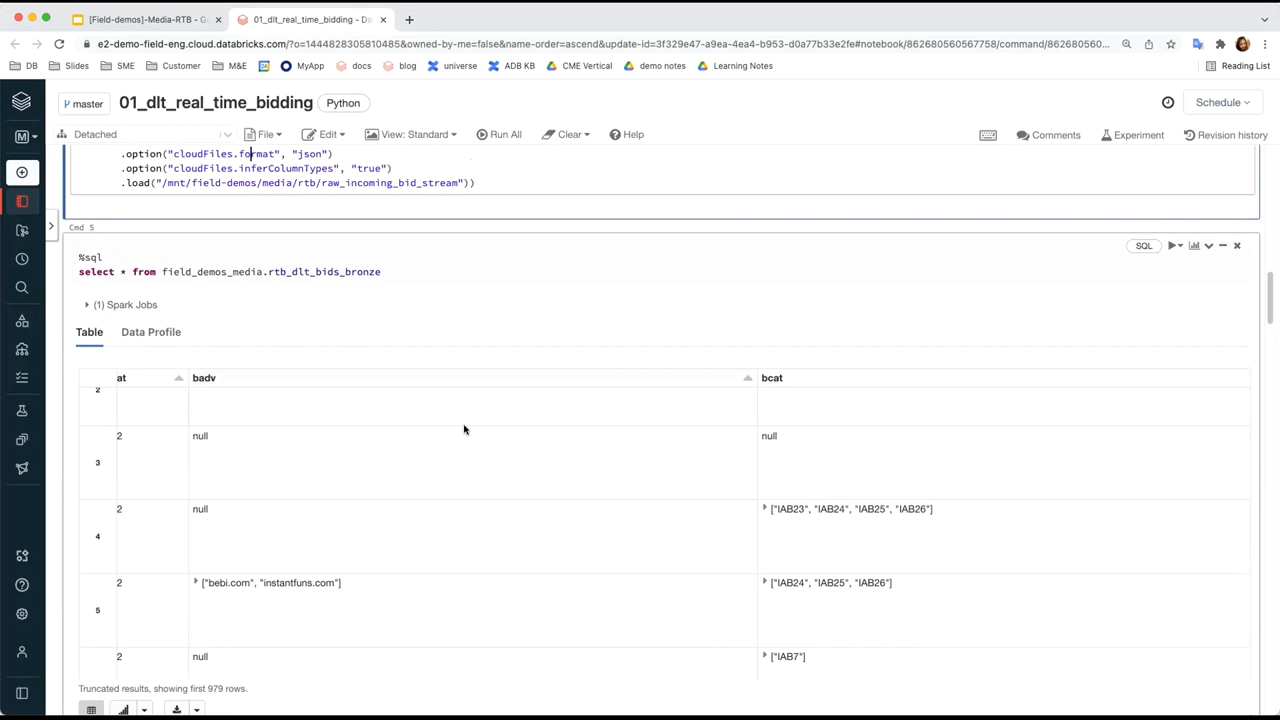 [Field-demos]-Media-RTB - G
01_dlt_real_time_bidding - Da
e2-demo-field-eng.cloud.databricks.com/?o=1444828305810485&owned-by-me=false&name-order=ascend&update-id=3f329e47-a9ea-4ea4-b953-d0a77b33e2fe#notebook/862680560567758/command/862680560...
DB
Slides
SME
Customer
M&E
MyApp
docs
blog
universe
ADB KB
CME Vertical
demo notes
Learning Notes
Reading List
master
01_dlt_real_time_bidding
Python
Schedule
M
Detached
File
Edit
View: Standard
Run All
Clear
Help
Comments
Experiment
Revision history
.option("cloudFiles.format", "json")
.option("cloudFiles.inferColumnTypes", "true")
.load("/mnt/field-demos/media/rtb/raw_incoming_bid_stream"))
Cmd 5
SQL
%sql
select * from field_demos_media.rtb_dlt_bids_bronze
(1) Spark Jobs
Table
Data Profile
at badv bcat
2
2 null null
3
2 null ["IAB23", "IAB24", "IAB25", "IAB26"]
4
2 ["bebi.com", "instantfuns.com"] ["IAB24", "IAB25", "IAB26"]
5
2 null ["IAB7"]
Truncated results, showing first 979 rows.